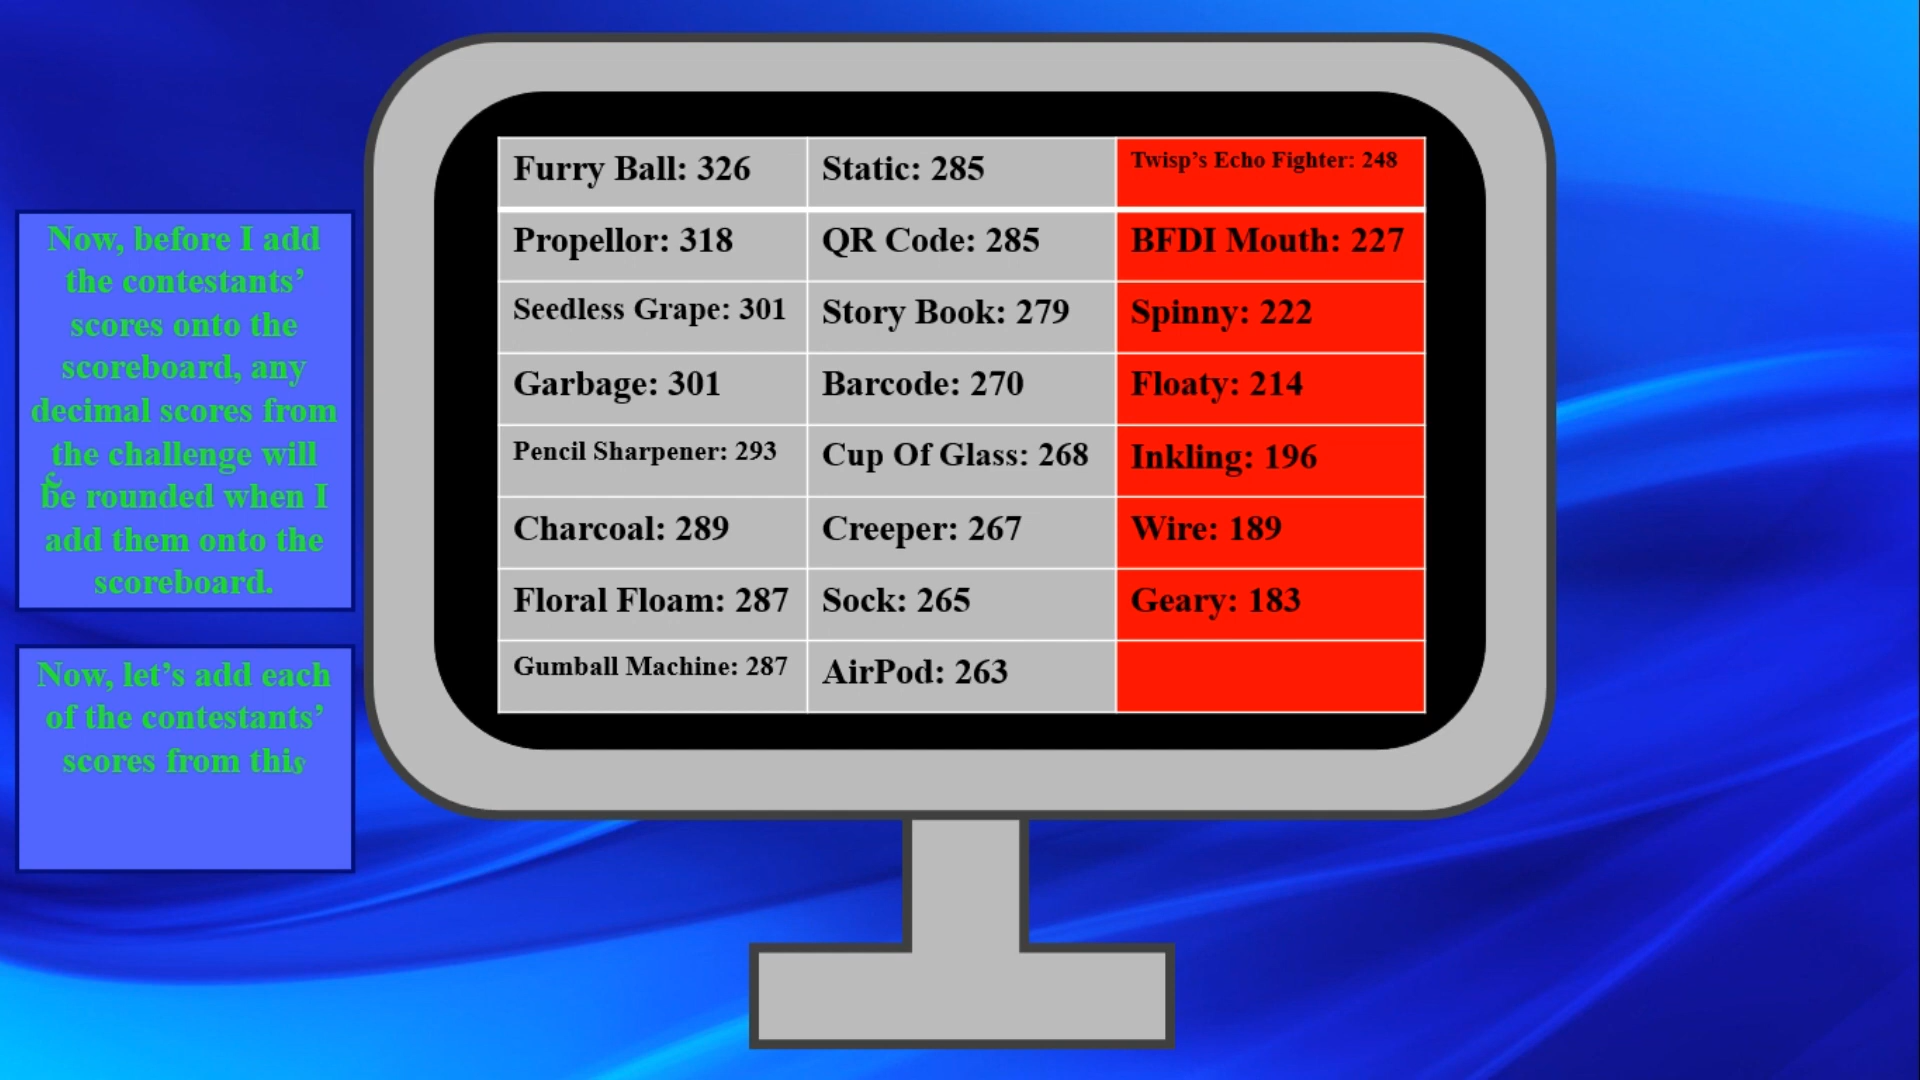 Now, before I add
the contestants’
scores onto the
scoreboard, any
decimal scores from
the challenge will
be rounded when I
add them onto the
scoreboard.
Now, let’s add each
of the contestants’
scores from this
Furry Ball: 326
Static: 285
Twisp’s Echo Fighter: 248
Propellor: 318
QR Code: 285
BFDI Mouth: 227
Seedless Grape: 301
Story Book: 279
Spinny: 222
Garbage: 301
Barcode: 270
Floaty: 214
Pencil Sharpener: 293
Cup Of Glass: 268
Inkling: 196
Charcoal: 289
Creeper: 267
Wire: 189
Floral Floam: 287
Sock: 265
Geary: 183
Gumball Machine: 287
AirPod: 263